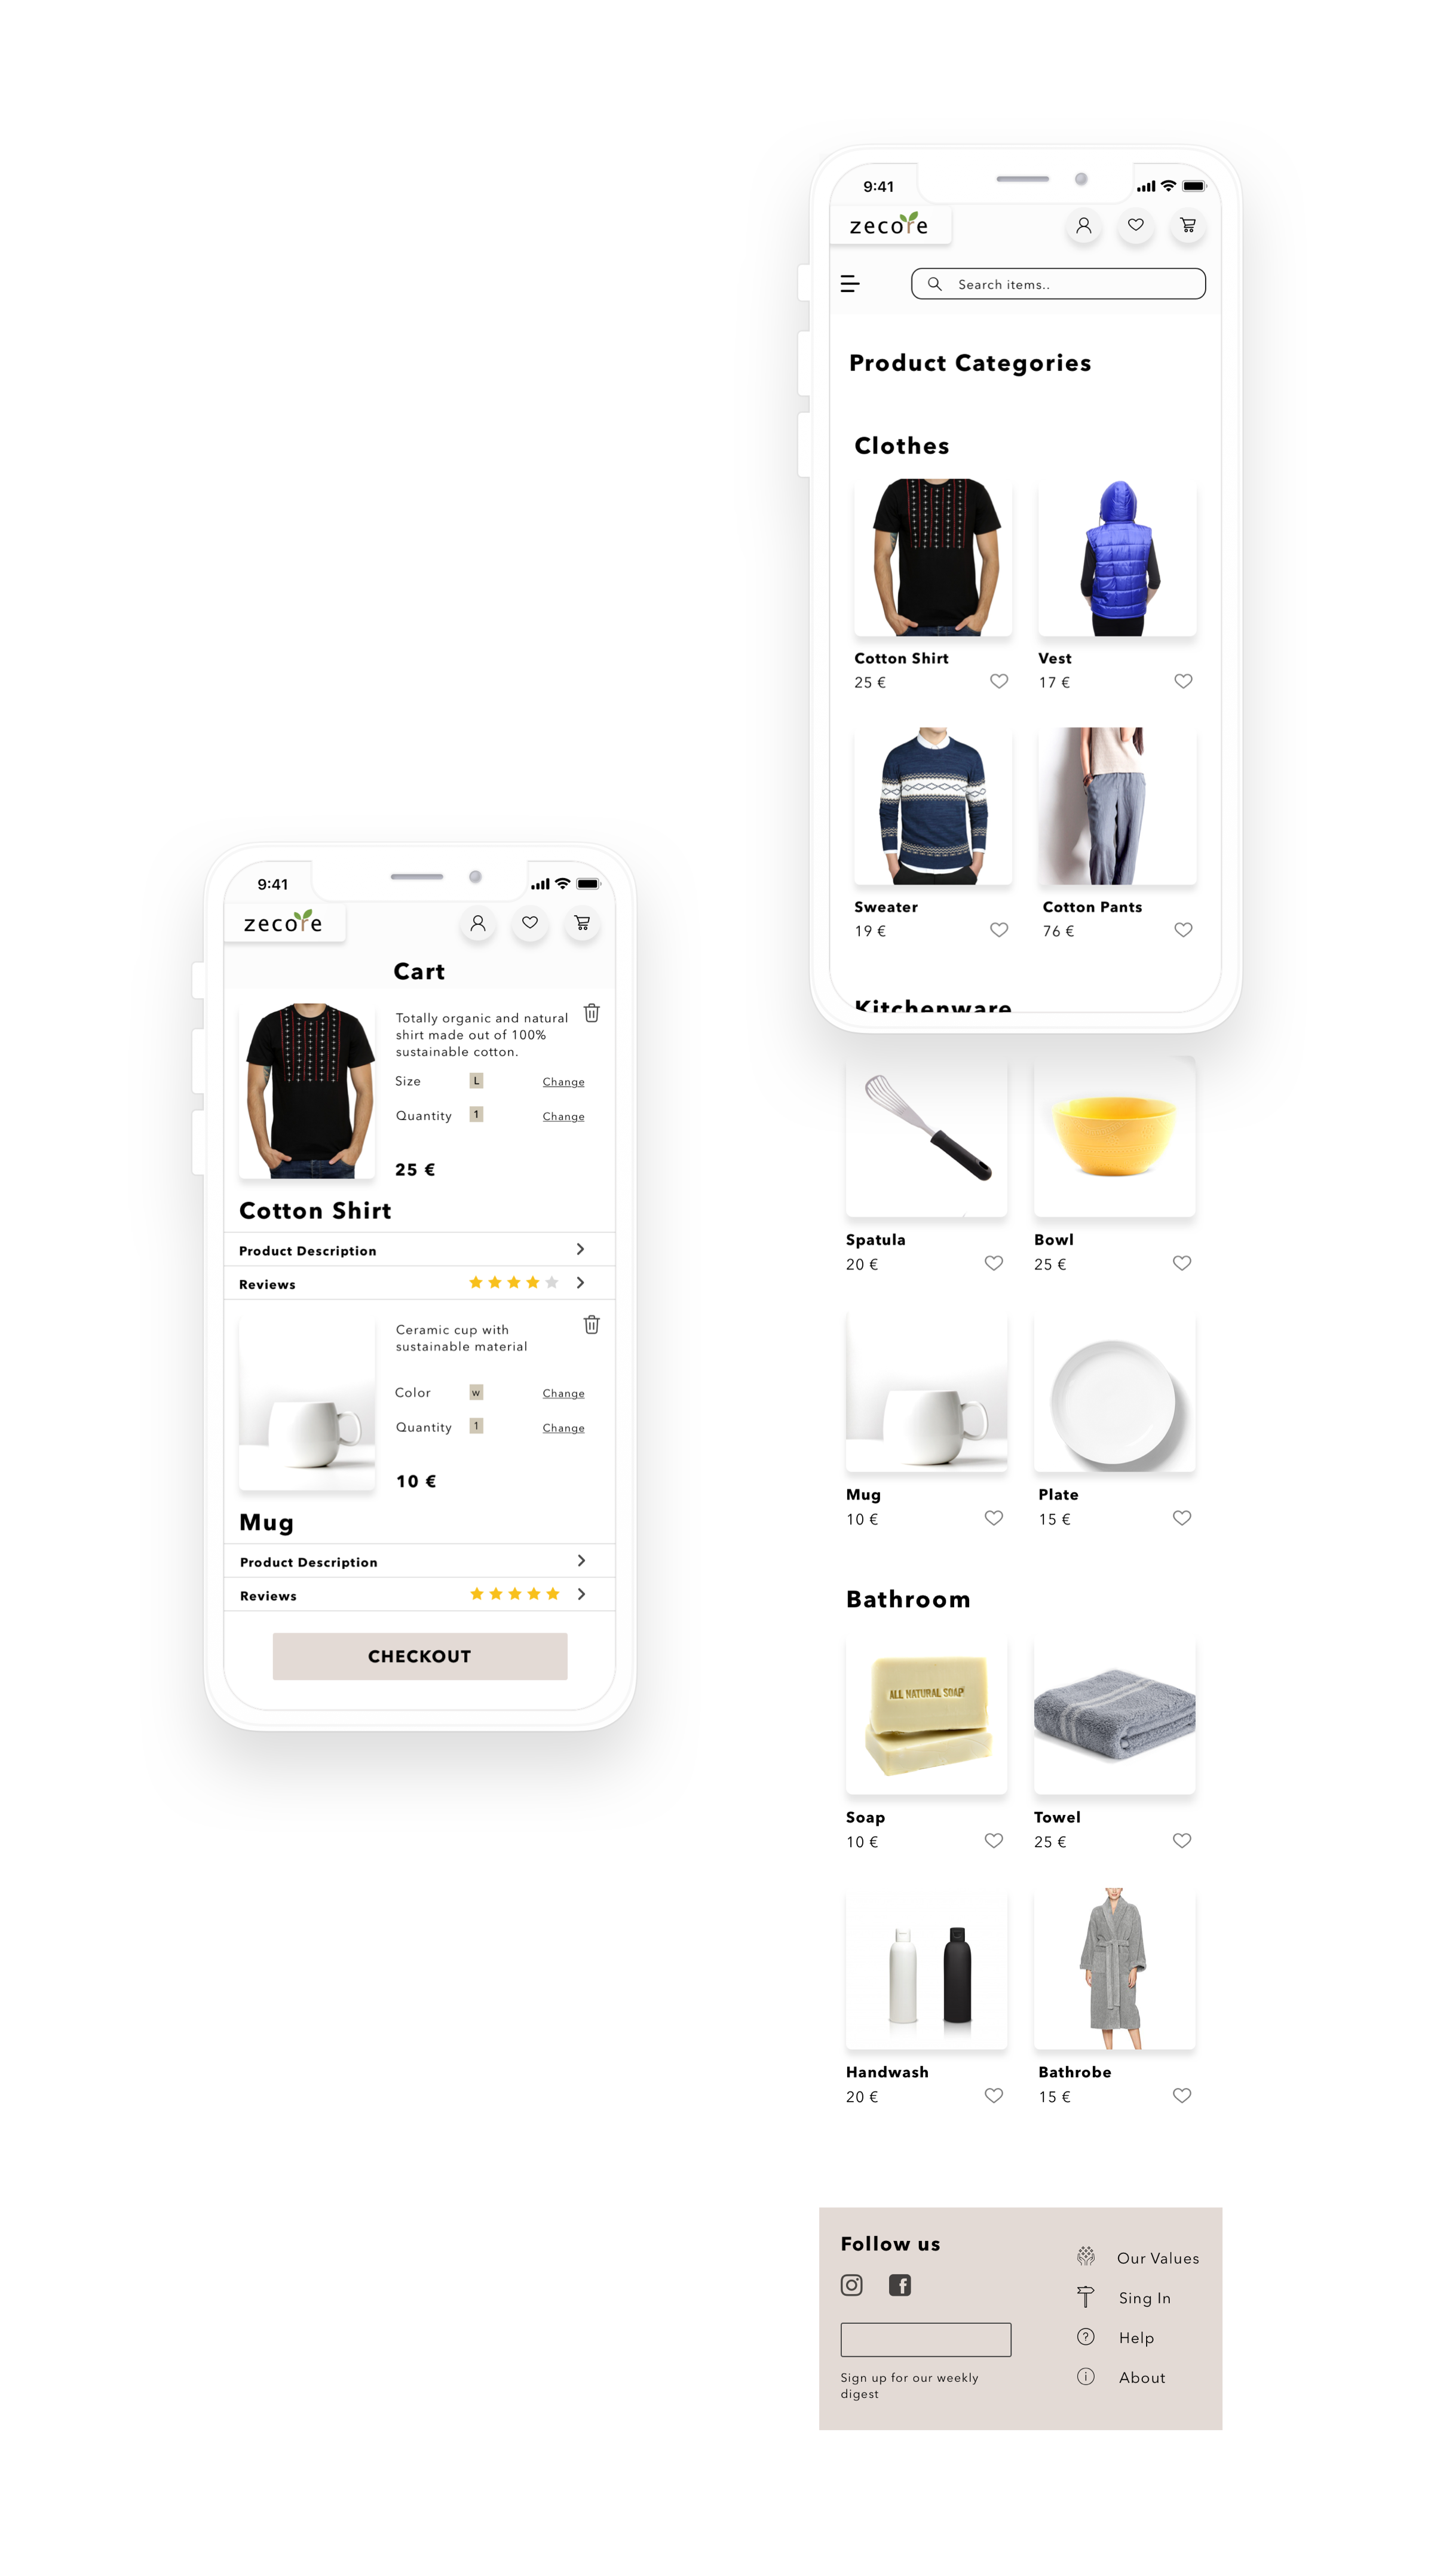 9:41
zecore
Cart
Totally organic and natural
shirt made out of 100%
sustainable cotton.
Size L Change
Quantity 1 Change
25 €
Cotton Shirt
Product Description
Reviews
Ceramic cup with
sustainable material
Color w Change
Quantity 1 Change
10 €
Mug
Product Description
Reviews
CHECKOUT
9:41
zecore
Search items..
Product Categories
Clothes
Cotton Shirt
25 €
Vest
17 €
Sweater
19 €
Cotton Pants
76 €
Kitchenware
Spatula
20 €
Bowl
25 €
Mug
10 €
Plate
15 €
Bathroom
ALL NATURAL SOAP
Soap
10 €
Towel
25 €
Handwash
20 €
Bathrobe
15 €
Follow us
Sign up for our weekly
digest
Our Values
Sing In
Help
About